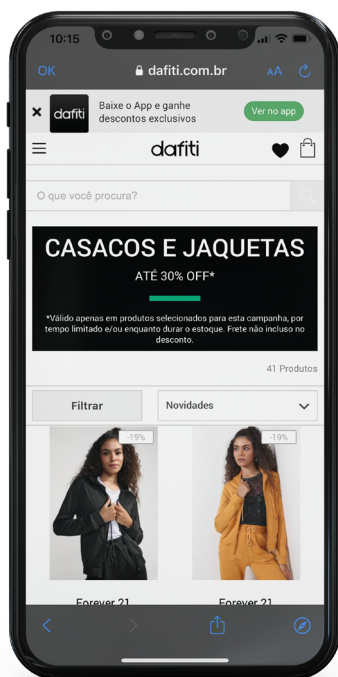 10:15
OK
dafiti.com.br
AA
dafiti
Baixe o App e ganhe
descontos exclusivos
Ver no app
dafiti
O que você procura?
CASACOS E JAQUETAS
ATÉ 30% OFF*
*Válido apenas em produtos selecionados para esta campanha, por
tempo limitado e/ou enquanto durar o estoque. Frete não incluso no
desconto.
41 Produtos
Filtrar
Novidades
-19%
-19%
Forever 21
Forever 21